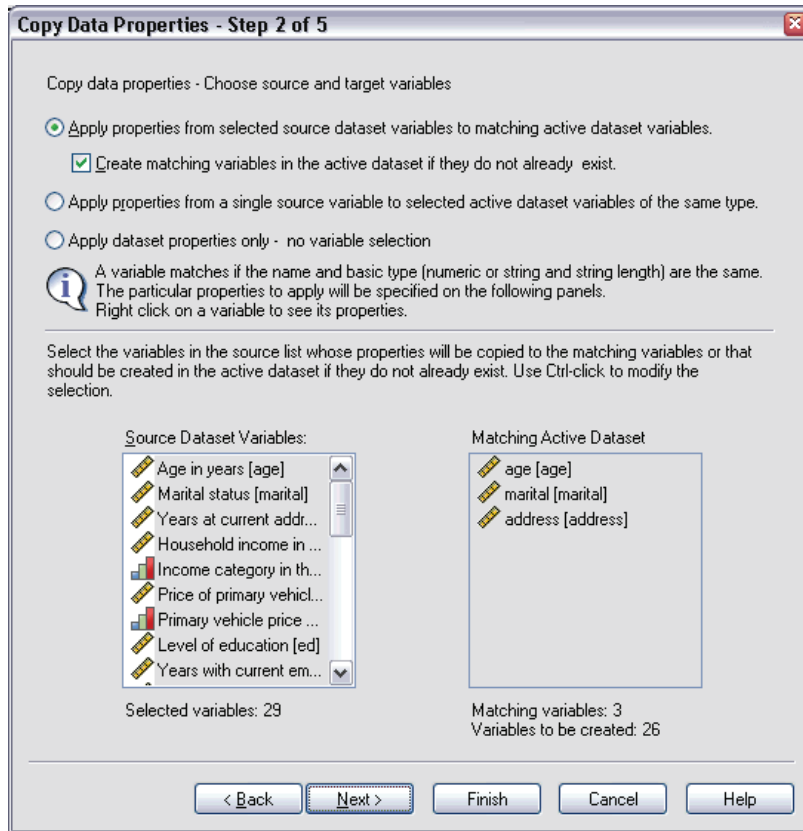 Copy Data Properties - Step 2 of 5
Copy data properties - Choose source and target variables
Apply properties from selected source dataset variables to matching active dataset variables.
Create matching variables in the active dataset if they do not already exist.
Apply properties from a single source variable to selected active dataset variables of the same type.
Apply dataset properties only - no variable selection
A variable matches if the name and basic type (numeric or string and string length) are the same.
The particular properties to apply will be specified on the following panels.
Right click on a variable to see its properties.
Select the variables in the source list whose properties will be copied to the matching variables or that
should be created in the active dataset if they do not already exist. Use Ctrl-click to modify the
selection.
Source Dataset Variables:
Age in years [age]
Marital status [marital]
Years at current addr...
Household income in ...
Income category in th...
Price of primary vehicl...
Primary vehicle price ...
Level of education [ed]
Years with current em...
Selected variables: 29
Matching Active Dataset
age [age]
marital [marital]
address [address]
Matching variables: 3
Variables to be created: 26
< Back
Next >
Finish
Cancel
Help